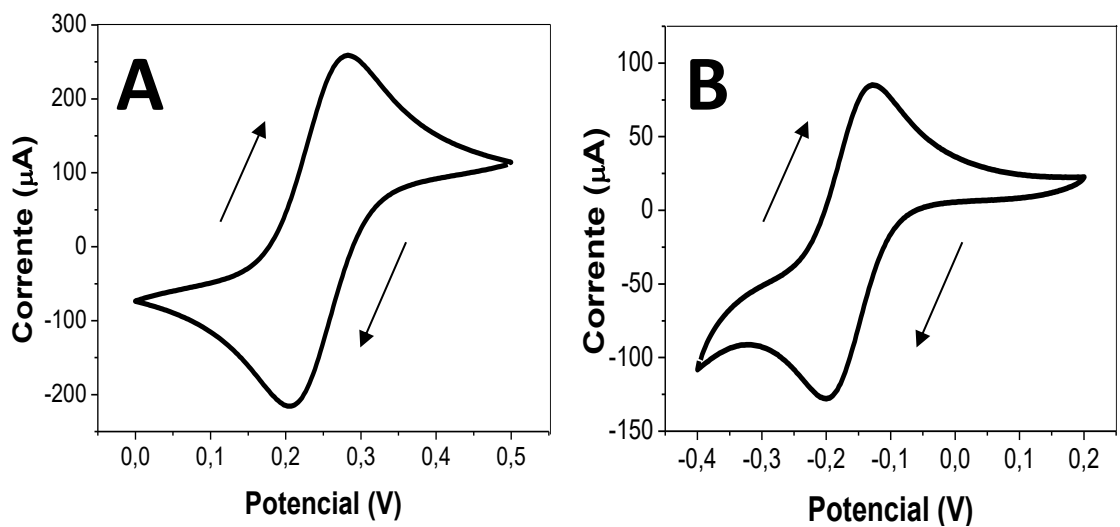 A
300
200
100
0
-100
-200
Corrente (µA)
0,0 0,1 0,2 0,3 0,4 0,5
Potencial (V)
B
100
50
0
-50
-100
-150
Corrente (µA)
-0,4 -0,3 -0,2 -0,1 0,0 0,1 0,2
Potencial (V)